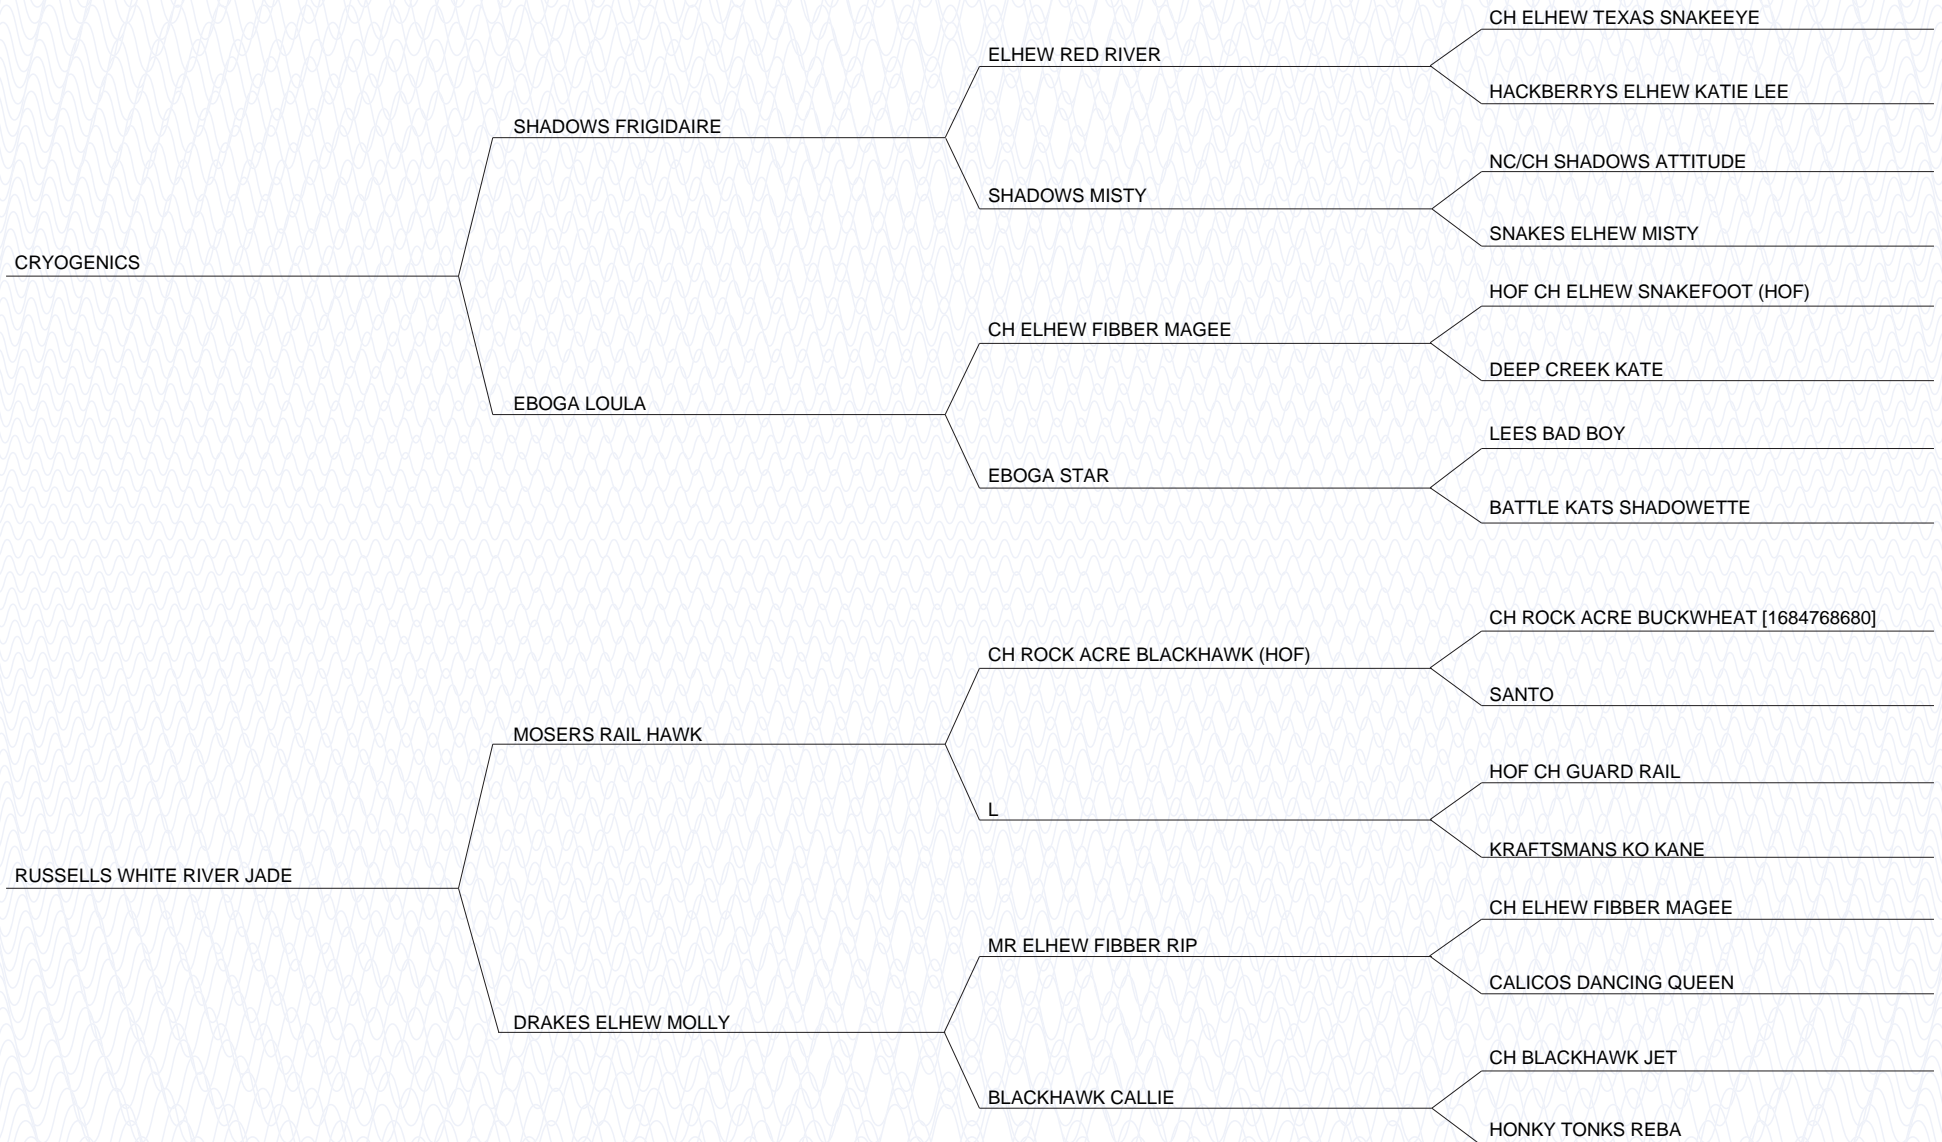 CH ELHEW TEXAS SNAKEEYE
ELHEW RED RIVER
HACKBERRYS ELHEW KATIE LEE
SHADOWS FRIGIDAIRE
NC/CH SHADOWS ATTITUDE
SHADOWS MISTY
SNAKES ELHEW MISTY
CRYOGENICS
HOF CH ELHEW SNAKEFOOT (HOF)
CH ELHEW FIBBER MAGEE
DEEP CREEK KATE
EBOGA LOULA
LEES BAD BOY
EBOGA STAR
BATTLE KATS SHADOWETTE
CH ROCK ACRE BUCKWHEAT [1684768680]
CH ROCK ACRE BLACKHAWK (HOF)
SANTO
MOSERS RAIL HAWK
HOF CH GUARD RAIL
L
KRAFTSMANS KO KANE
RUSSELLS WHITE RIVER JADE
CH ELHEW FIBBER MAGEE
MR ELHEW FIBBER RIP
CALICOS DANCING QUEEN
DRAKES ELHEW MOLLY
CH BLACKHAWK JET
BLACKHAWK CALLIE
HONKY TONKS REBA